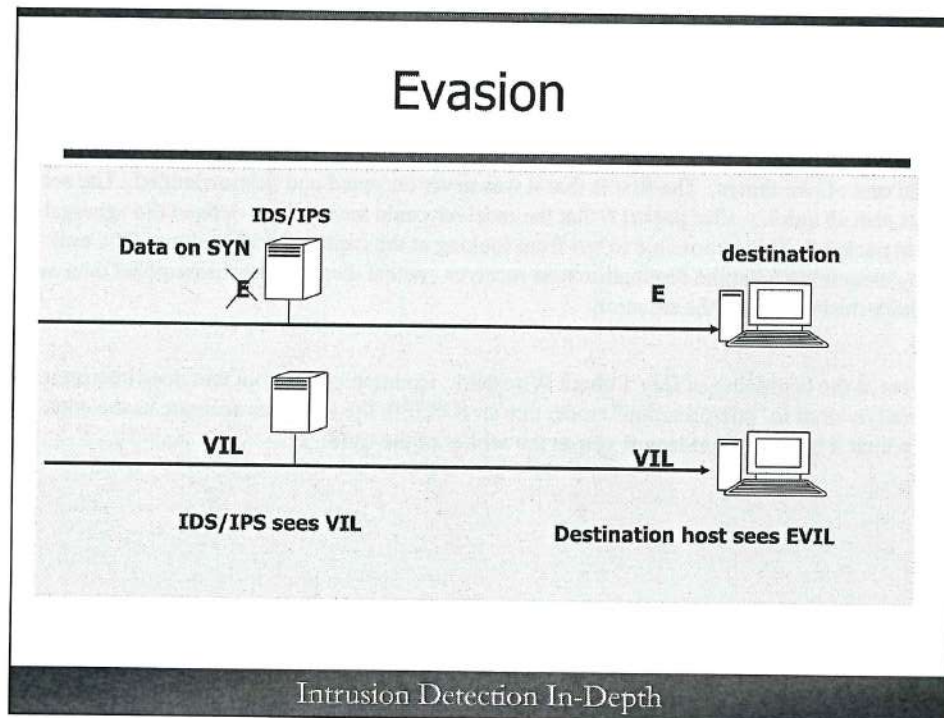 Evasion
IDS/IPS
Data on SYN
destination
E
E
VIL
VIL
IDS/IPS sees VIL
Destination host sees EVIL
Intrusion Detection In-Depth